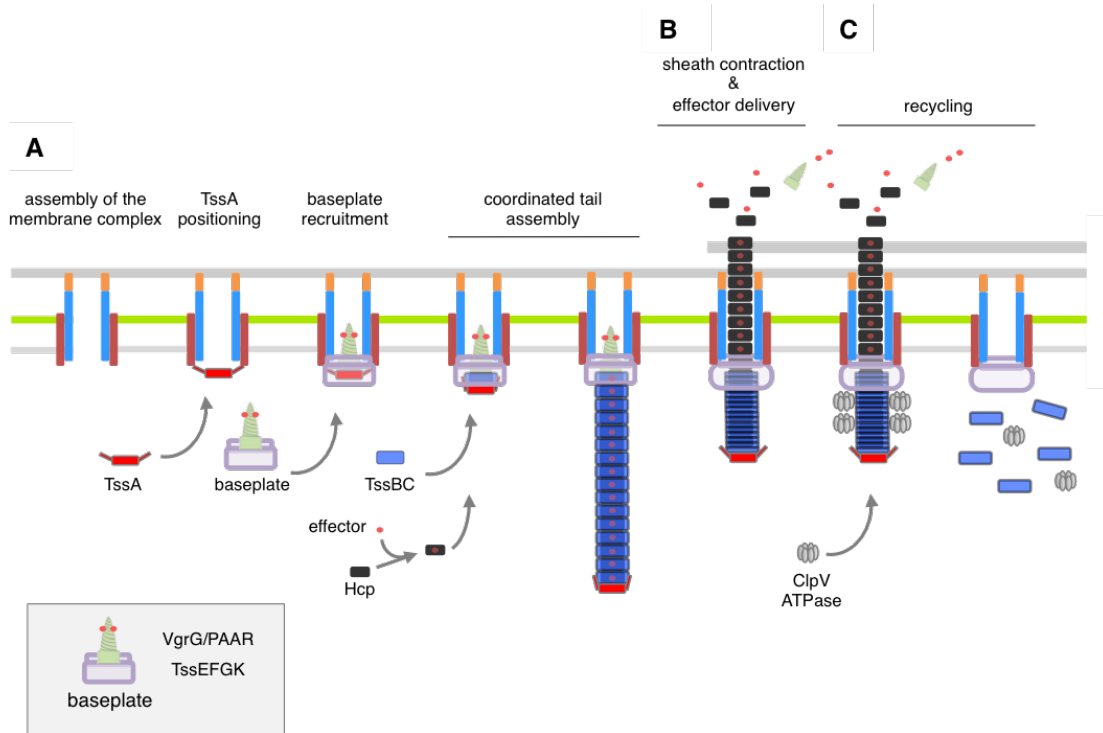 A
assembly of the
membrane complex
TssA
positioning
baseplate
recruitment
coordinated tail
assembly
B
sheath contraction
&
effector delivery
C
recycling
TssA
baseplate
TssBC
effector
Hcp
ClpV
ATPase
VgrG/PAAR
TssEFGK
baseplate